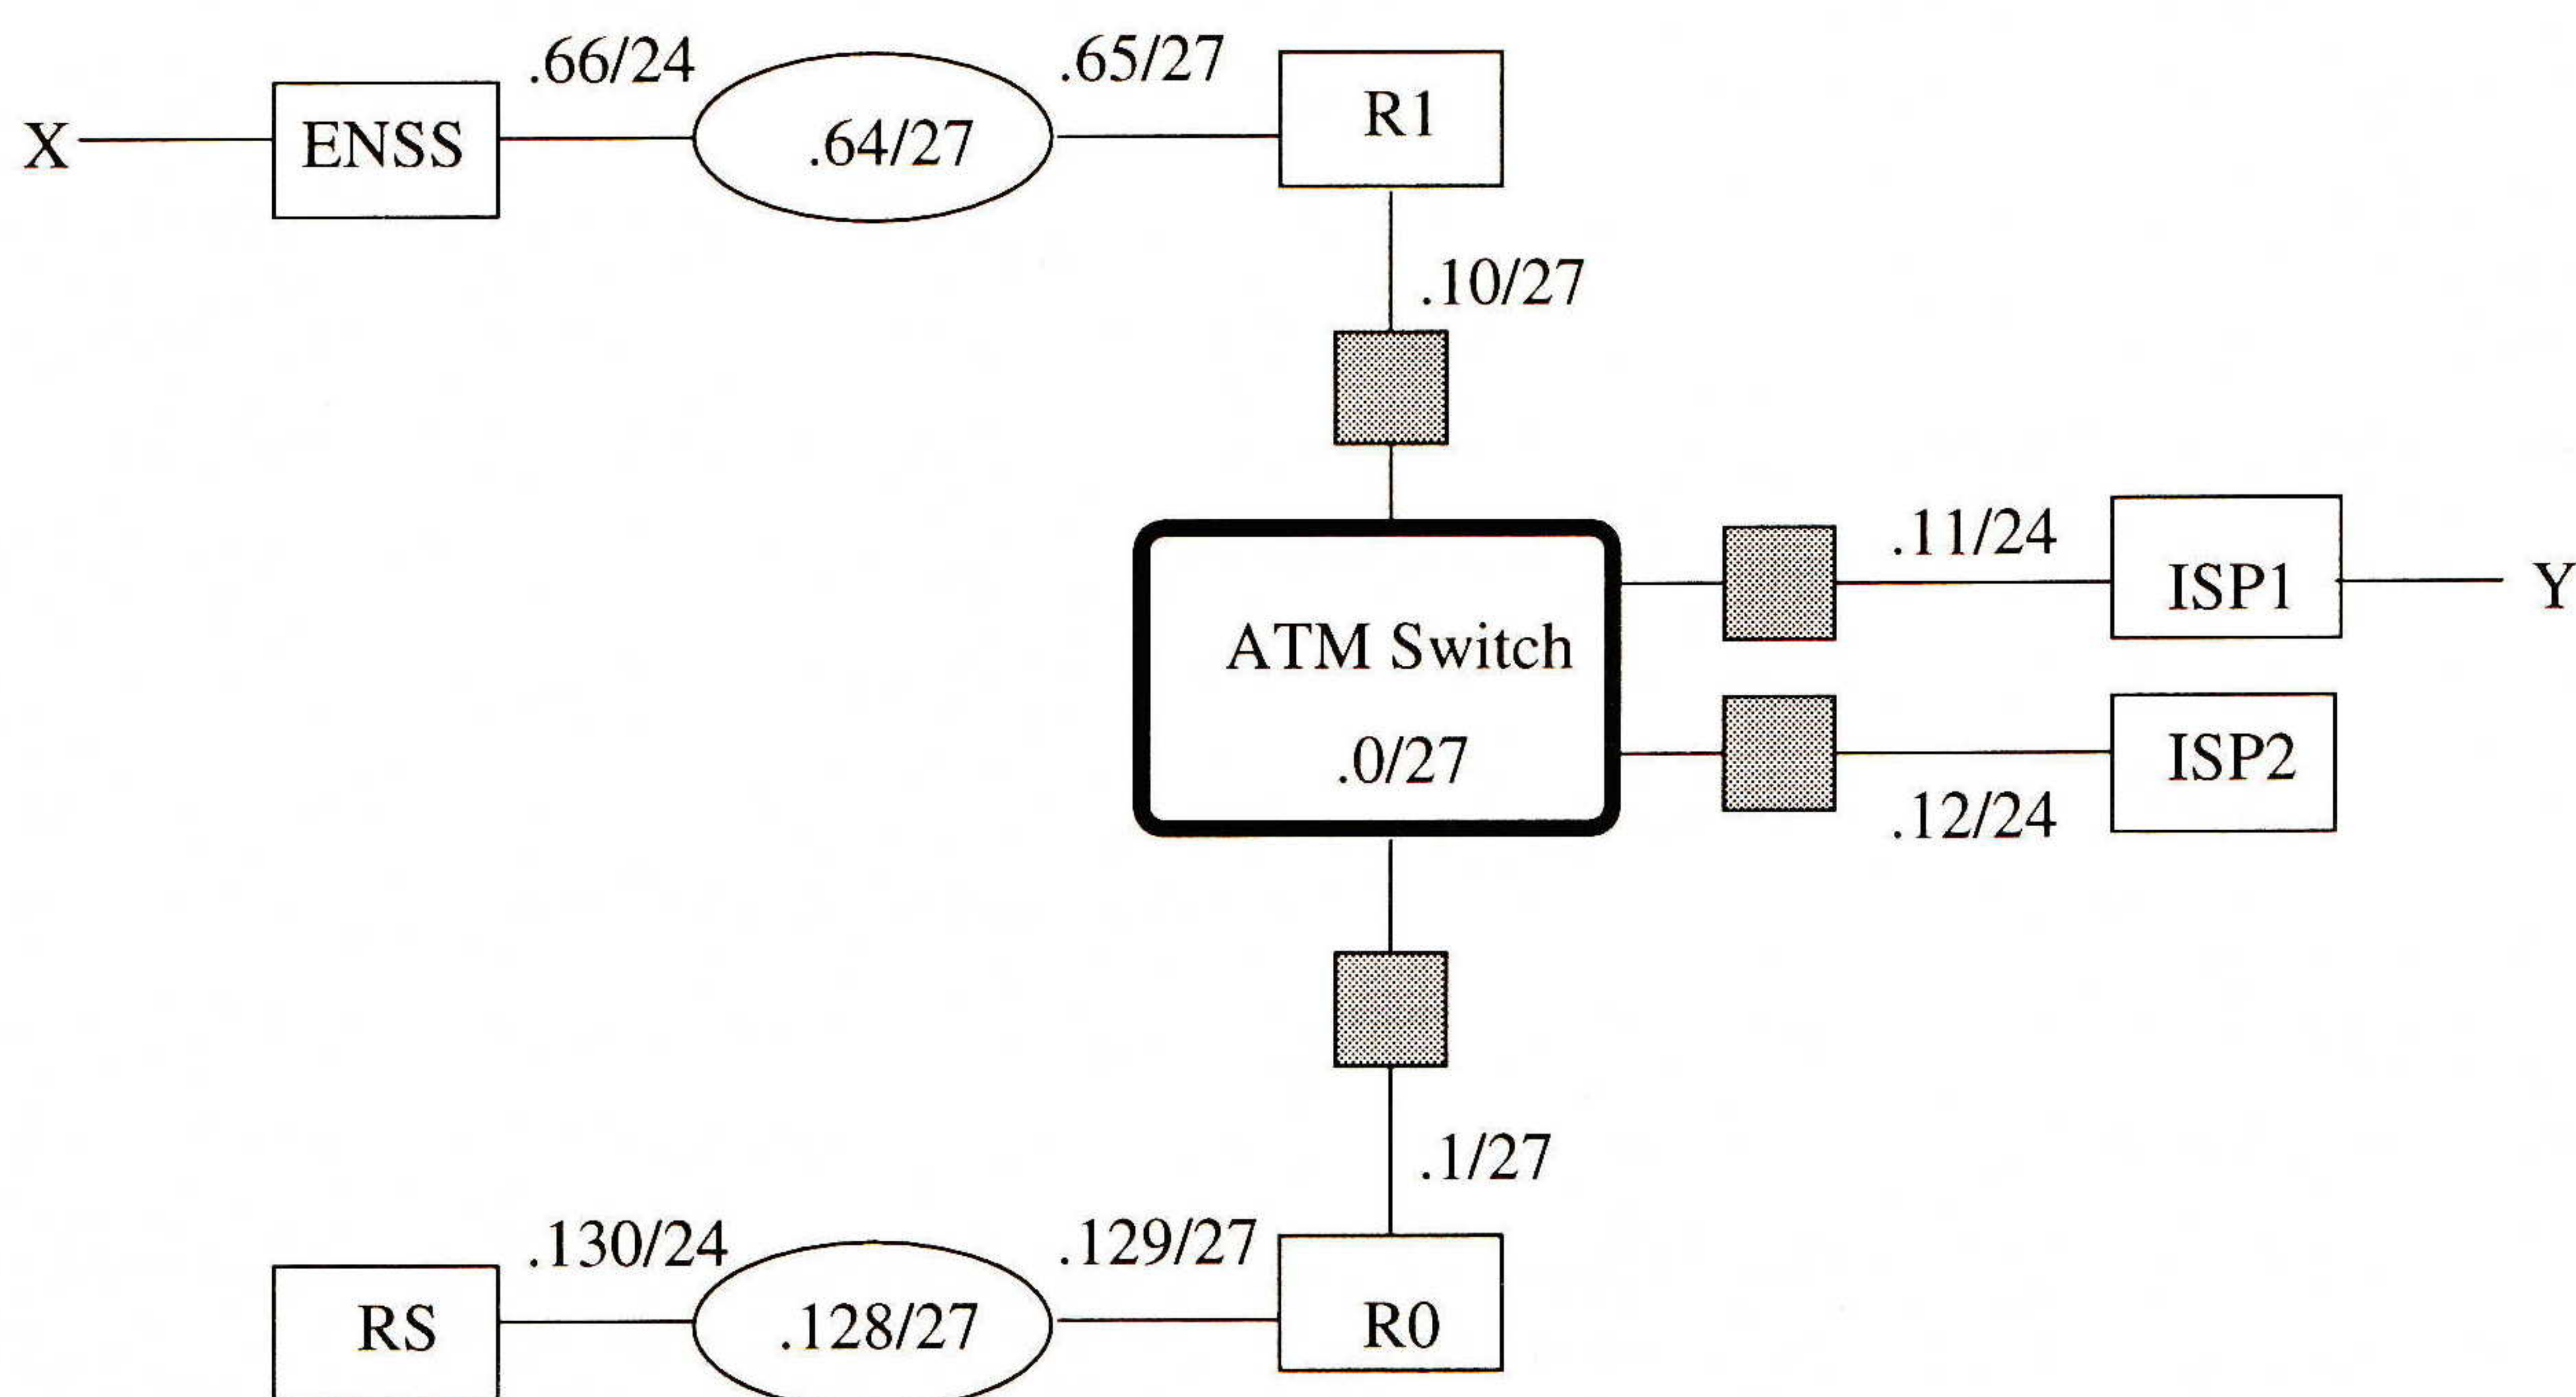 .66/24
.65/27
X
ENSS
.64/27
R1
.10/27
.11/24
ISP1
Y
ATM Switch
.0/27
ISP2
.12/24
.1/27
.130/24
.129/27
RS
.128/27
R0